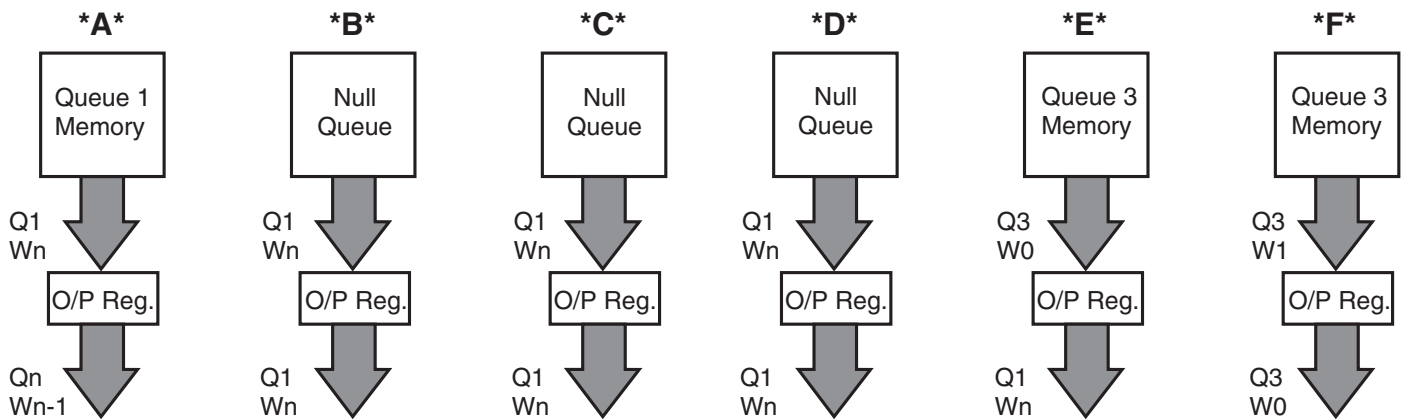 *A*
*B*
*C*
*D*
*E*
*F*
Queue 1
Memory
Null
Queue
Null
Queue
Null
Queue
Queue 3
Memory
Queue 3
Memory
Q1
Wn
Q1
Wn
Q1
Wn
Q1
Wn
Q3
W0
Q3
W1
O/P Reg.
O/P Reg.
O/P Reg.
O/P Reg.
O/P Reg.
O/P Reg.
Qn
Wn-1
Q1
Wn
Q1
Wn
Q1
Wn
Q1
Wn
Q3
W0